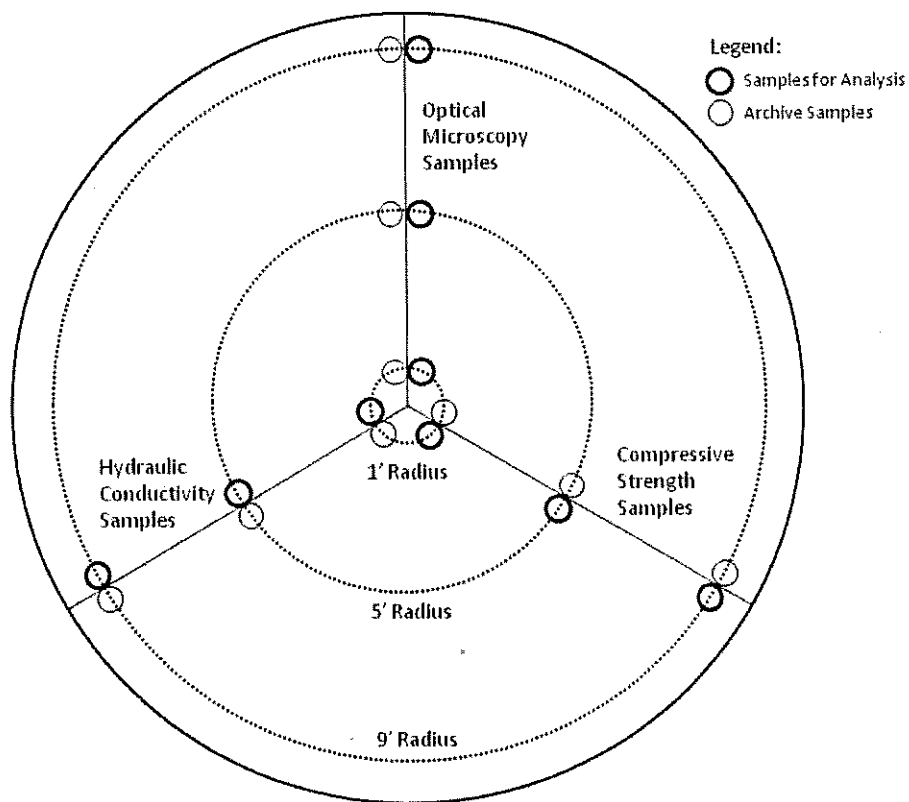 Legend:
Samples for Analysis
Archive Samples
Optical
Microscopy
Samples
1' Radius
Hydraulic
Conductivity
Samples
Compressive
Strength
Samples
5' Radius
9' Radius